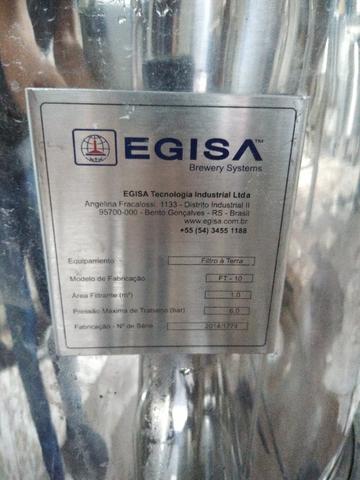 EGISA™
Brewery Systems
EGISA Tecnologia Industrial Ltda
Angelina Fracalossi, 1133 - Distrito Industrial II
95700-000 - Bento Gonçalves - RS - Brasil
www.egisa.com.br
+55 (54) 3455 1188
Equipamento Filtro à Terra
Modelo de Fabricação FT - 10
Área Filtrante (m²) 1.0
Pressão Máxima de Trabalho (bar) 6.0
Fabricação - Nº de Série 2014/1779